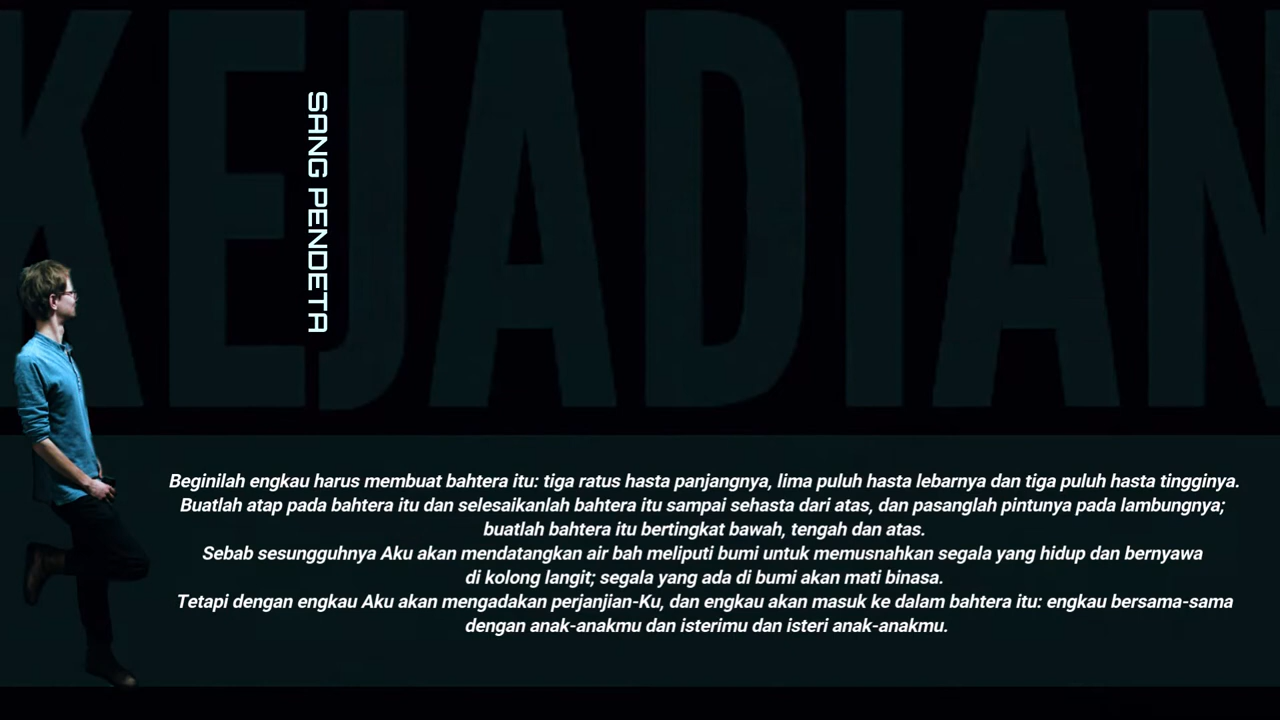 KEJADIAN
SANG PENDETA
Beginilah engkau harus membuat bahtera itu: tiga ratus hasta panjangnya, lima puluh hasta lebarnya dan tiga puluh hasta tingginya.
Buatlah atap pada bahtera itu dan selesaikanlah bahtera itu sampai sehasta dari atas, dan pasanglah pintunya pada lambungnya;
buatlah bahtera itu bertingkat bawah, tengah dan atas.
Sebab sesungguhnya Aku akan mendatangkan air bah meliputi bumi untuk memusnahkan segala yang hidup dan bernyawa
di kolong langit; segala yang ada di bumi akan mati binasa.
Tetapi dengan engkau Aku akan mengadakan perjanjian-Ku, dan engkau akan masuk ke dalam bahtera itu: engkau bersama-sama
dengan anak-anakmu dan isterimu dan isteri anak-anakmu.